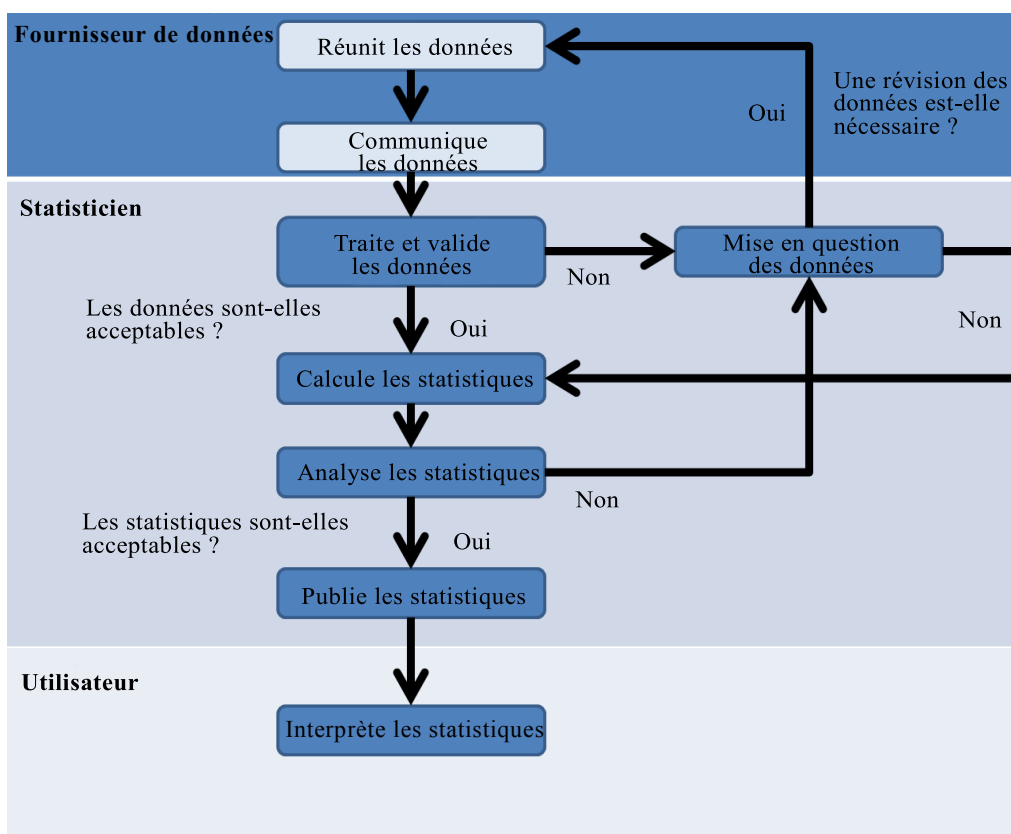 Fournisseur de données
Réunit les données
Une révision des
données est-elle
nécessaire ?
Oui
Communique
les données
Statisticien
Traite et valide
les données
Non
Mise en question
des données
Non
Les données sont-elles
acceptables ?
Oui
Calcule les statistiques
Analyse les statistiques
Non
Les statistiques sont-elles
acceptables ?
Oui
Publie les statistiques
Utilisateur
Interprète les statistiques